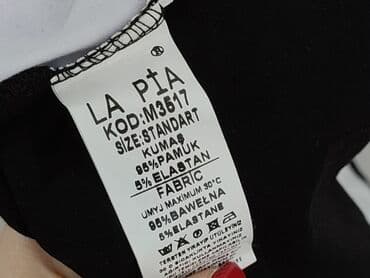 LA PİA ®
KOD:M3517
SIZE:STANDART
KUMAŞ
95% PAMUK
5% ELASTAN
FABRIC
UMYJ MAXIMUM 30°C
95% BAWEŁNA
5% ELASTANE